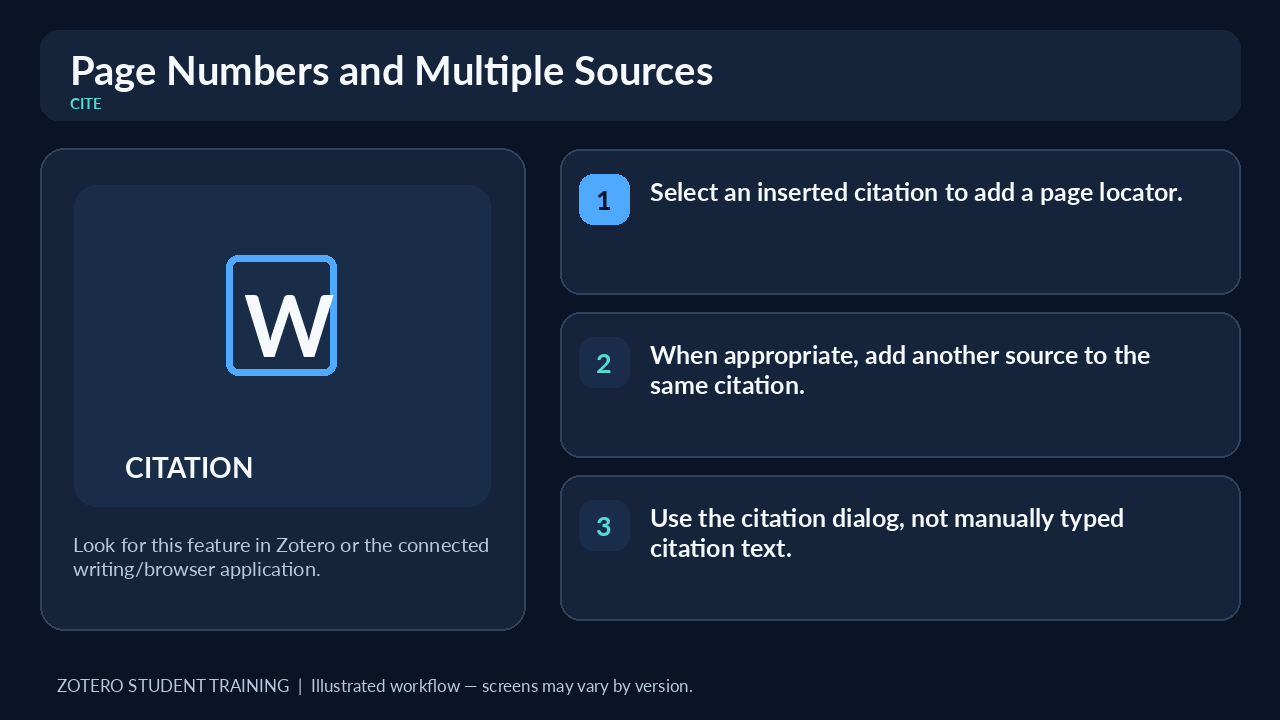 Page Numbers and Multiple Sources
CITE
W
CITATION
Look for this feature in Zotero or the connected
writing/browser application.
1
Select an inserted citation to add a page locator.
2
When appropriate, add another source to the
same citation.
3
Use the citation dialog, not manually typed
citation text.
ZOTERO STUDENT TRAINING | Illustrated workflow — screens may vary by version.